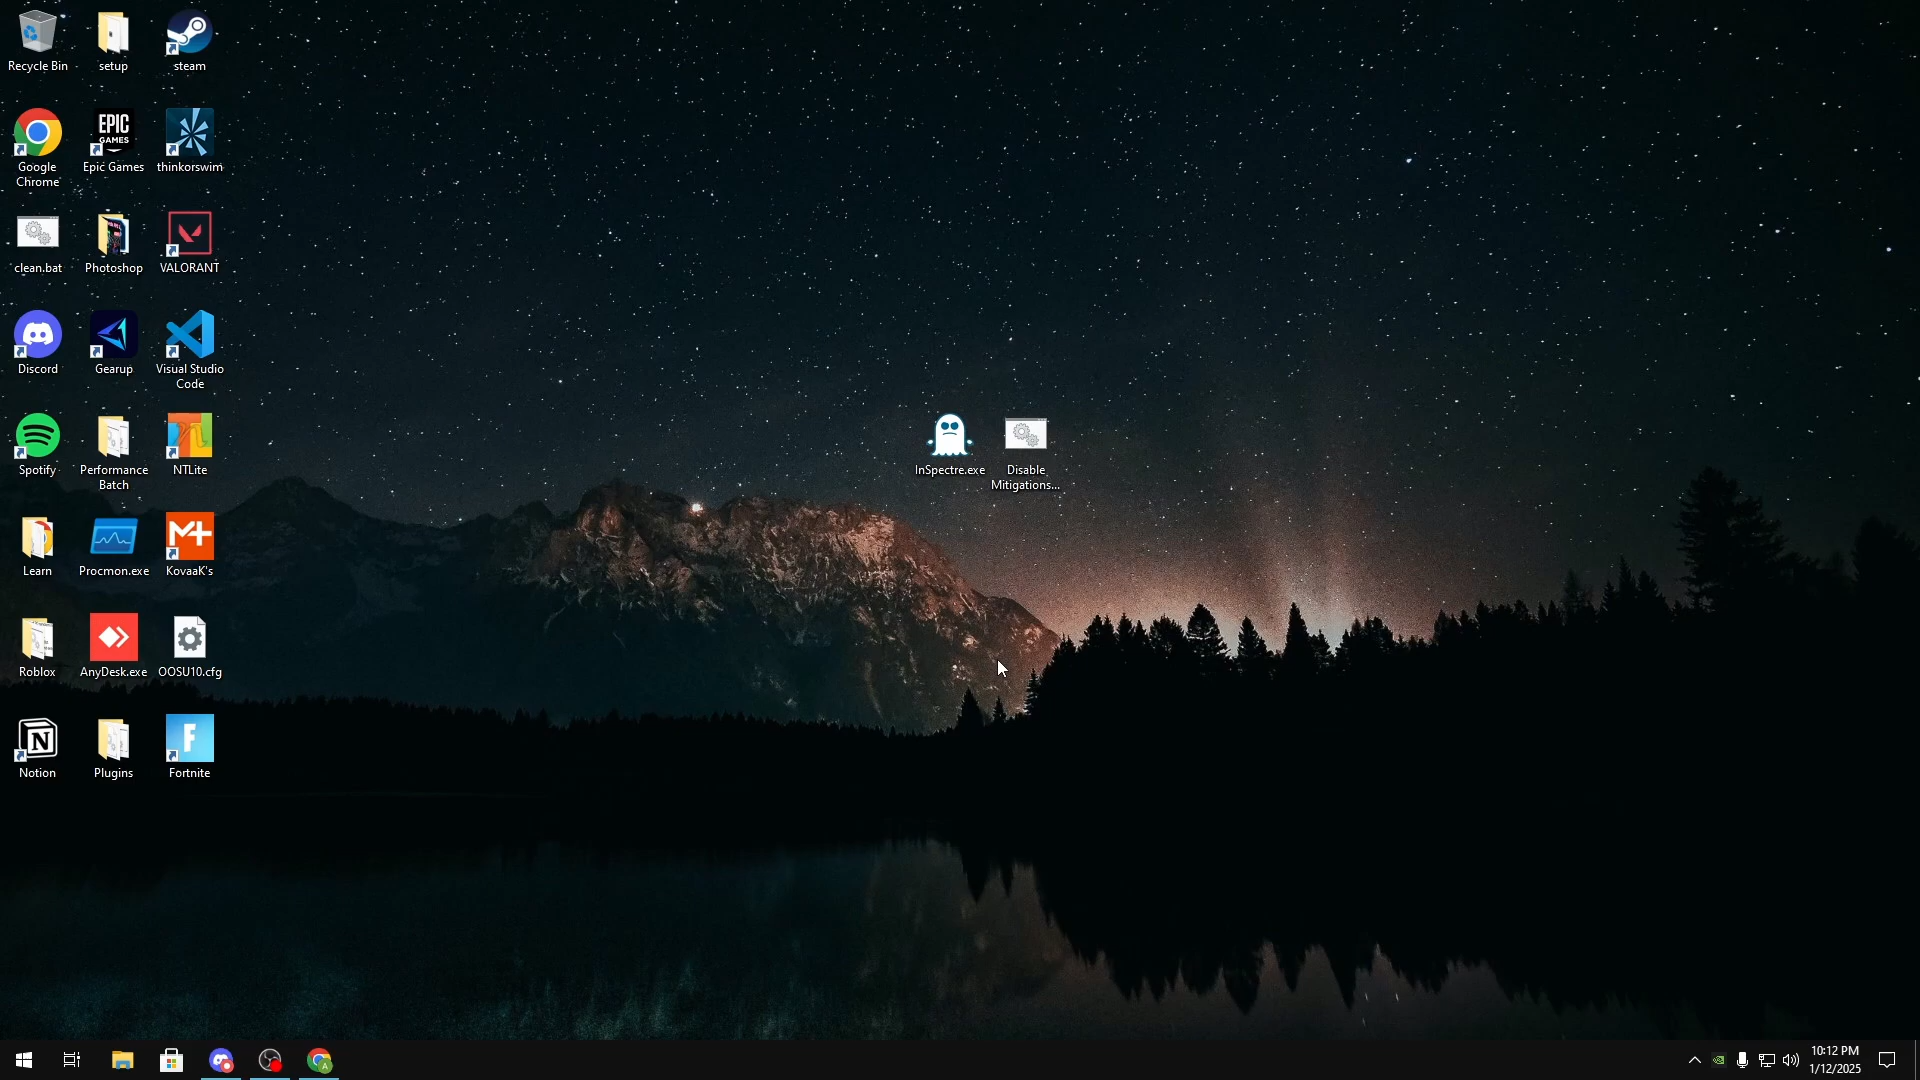 Recycle Bin
setup
steam
Google
Chrome
EPIC
GAMES
Epic Games
thinkorswim
clean.bat
Photoshop
VALORANT
Discord
Gearup
Visual Studio
Code
Spotify
Performance
Batch
NTLite
InSpectre.exe
Disable
Mitigations...
Learn
Procmon.exe
M+
KovaaK's
Roblox
AnyDesk.exe
OOSU10.cfg
N
Notion
Plugins
F
Fortnite
A
10:12 PM
1/12/2025